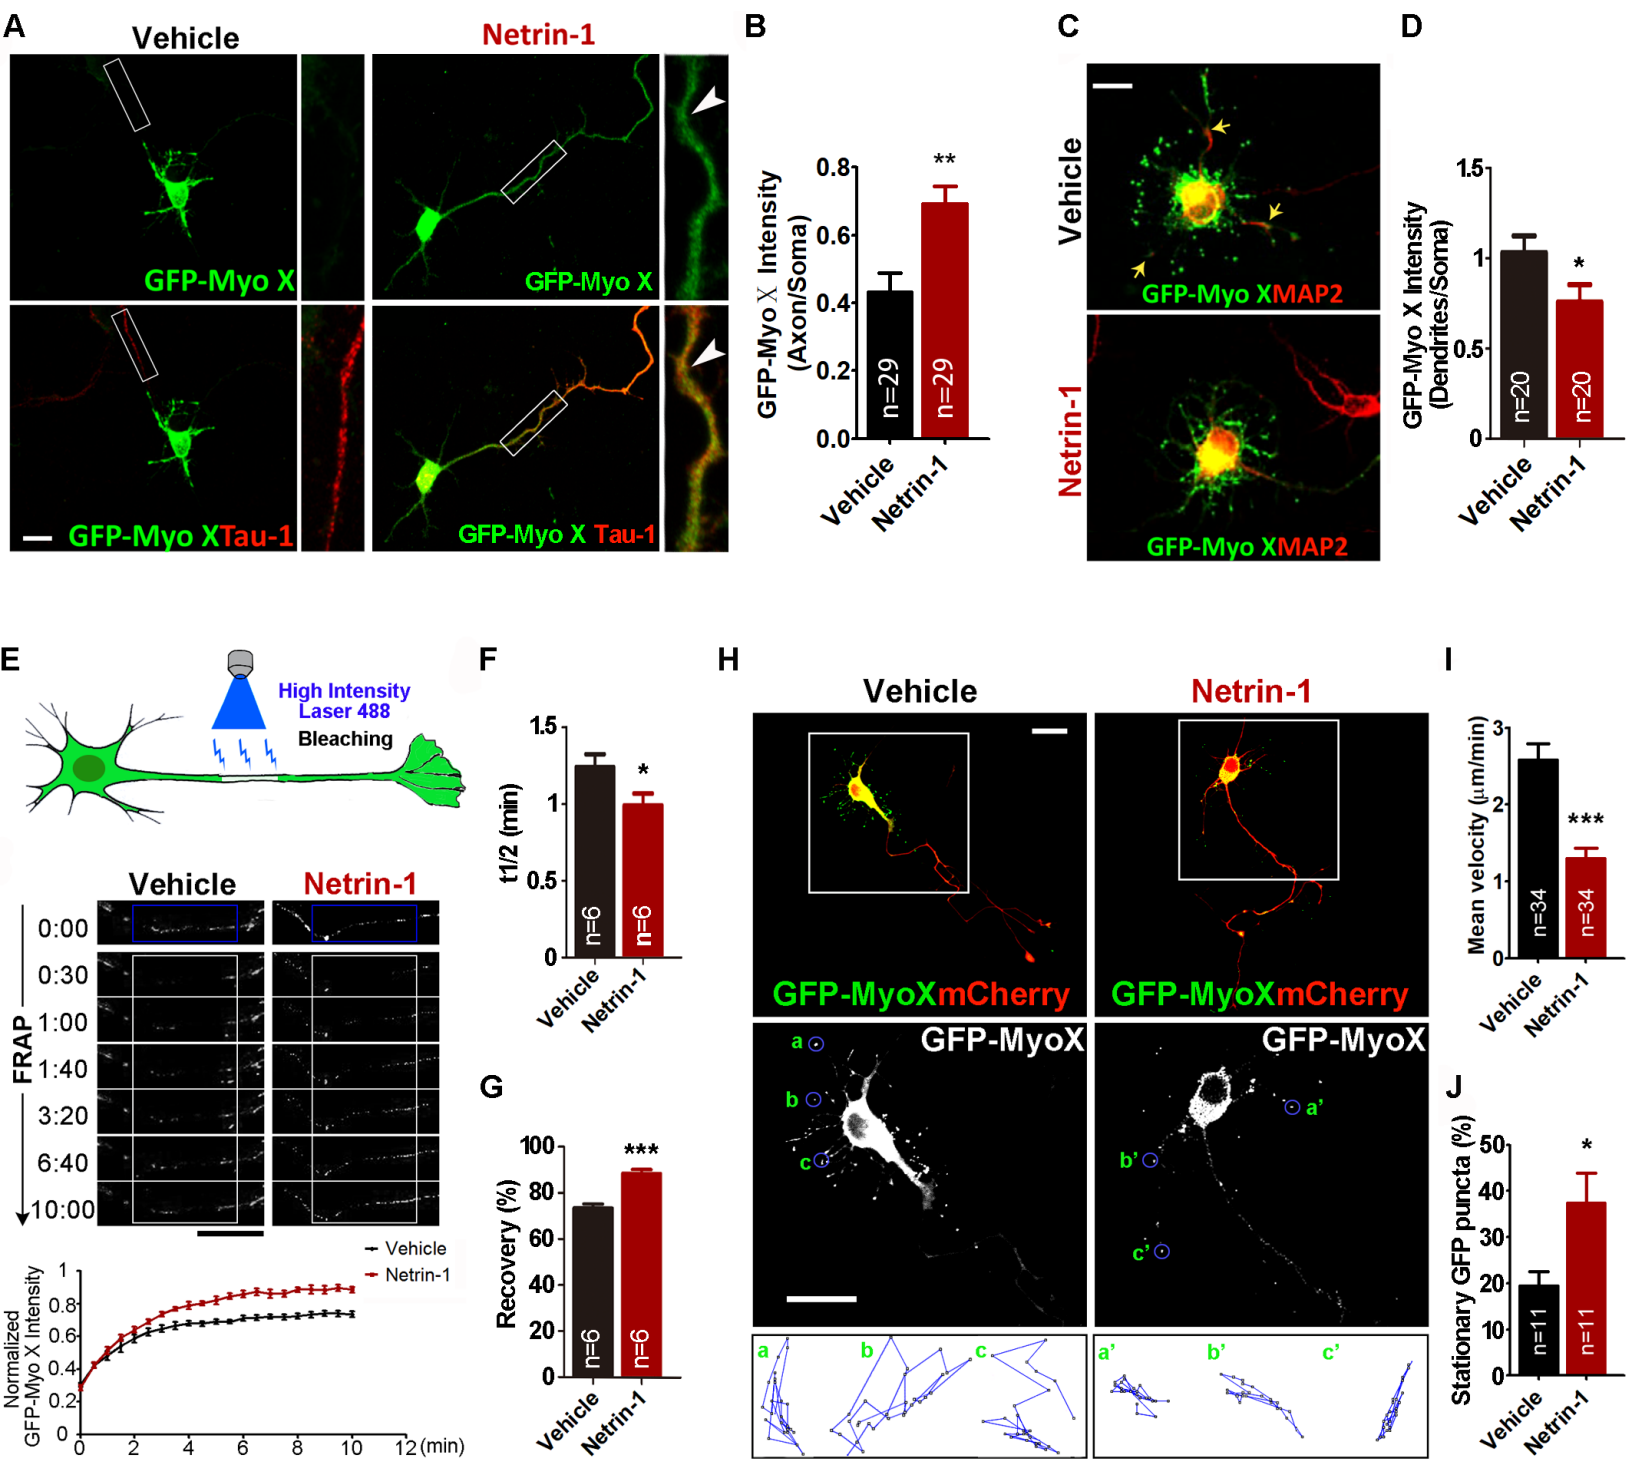 A
Vehicle
Netrin-1
GFP-Myo X
GFP-Myo X
GFP-Myo XTau-1
GFP-Myo X Tau-1
B
GFP-Myo X Intensity
(Axon/Soma)
0.8
0.6
0.4
0.2
0.0
**
n=29
n=29
Vehicle
Netrin-1
C
Vehicle
GFP-Myo XMAP2
Netrin-1
GFP-Myo XMAP2
D
GFP-Myo X Intensity
(Dendrites/Soma)
1.5
1
0.5
0
*
n=20
n=20
Vehicle
Netrin-1
E
High Intensity
Laser 488
Bleaching
Vehicle
Netrin-1
FRAP
0:00
0:30
1:00
1:40
3:20
6:40
10:00
Vehicle
Netrin-1
Normalized
GFP-Myo X Intensity
1
0.8
0.6
0.4
0.2
0
0 2 4 6 8 10 12 (min)
F
t1/2 (min)
1.5
1
0.5
0
*
n=6
n=6
Vehicle
Netrin-1
G
Recovery (%)
100
80
60
40
20
0
***
n=6
n=6
Vehicle
Netrin-1
H
Vehicle
Netrin-1
GFP-MyoXmCherry
GFP-MyoXmCherry
GFP-MyoX
a
b
c
GFP-MyoX
a'
b'
c'
a b c
a' b' c'
I
Mean velocity (μm/min)
3
2
1
0
***
n=34
n=34
Vehicle
Netrin-1
J
Stationary GFP puncta (%)
50
40
30
20
10
0
*
n=11
n=11
Vehicle
Netrin-1